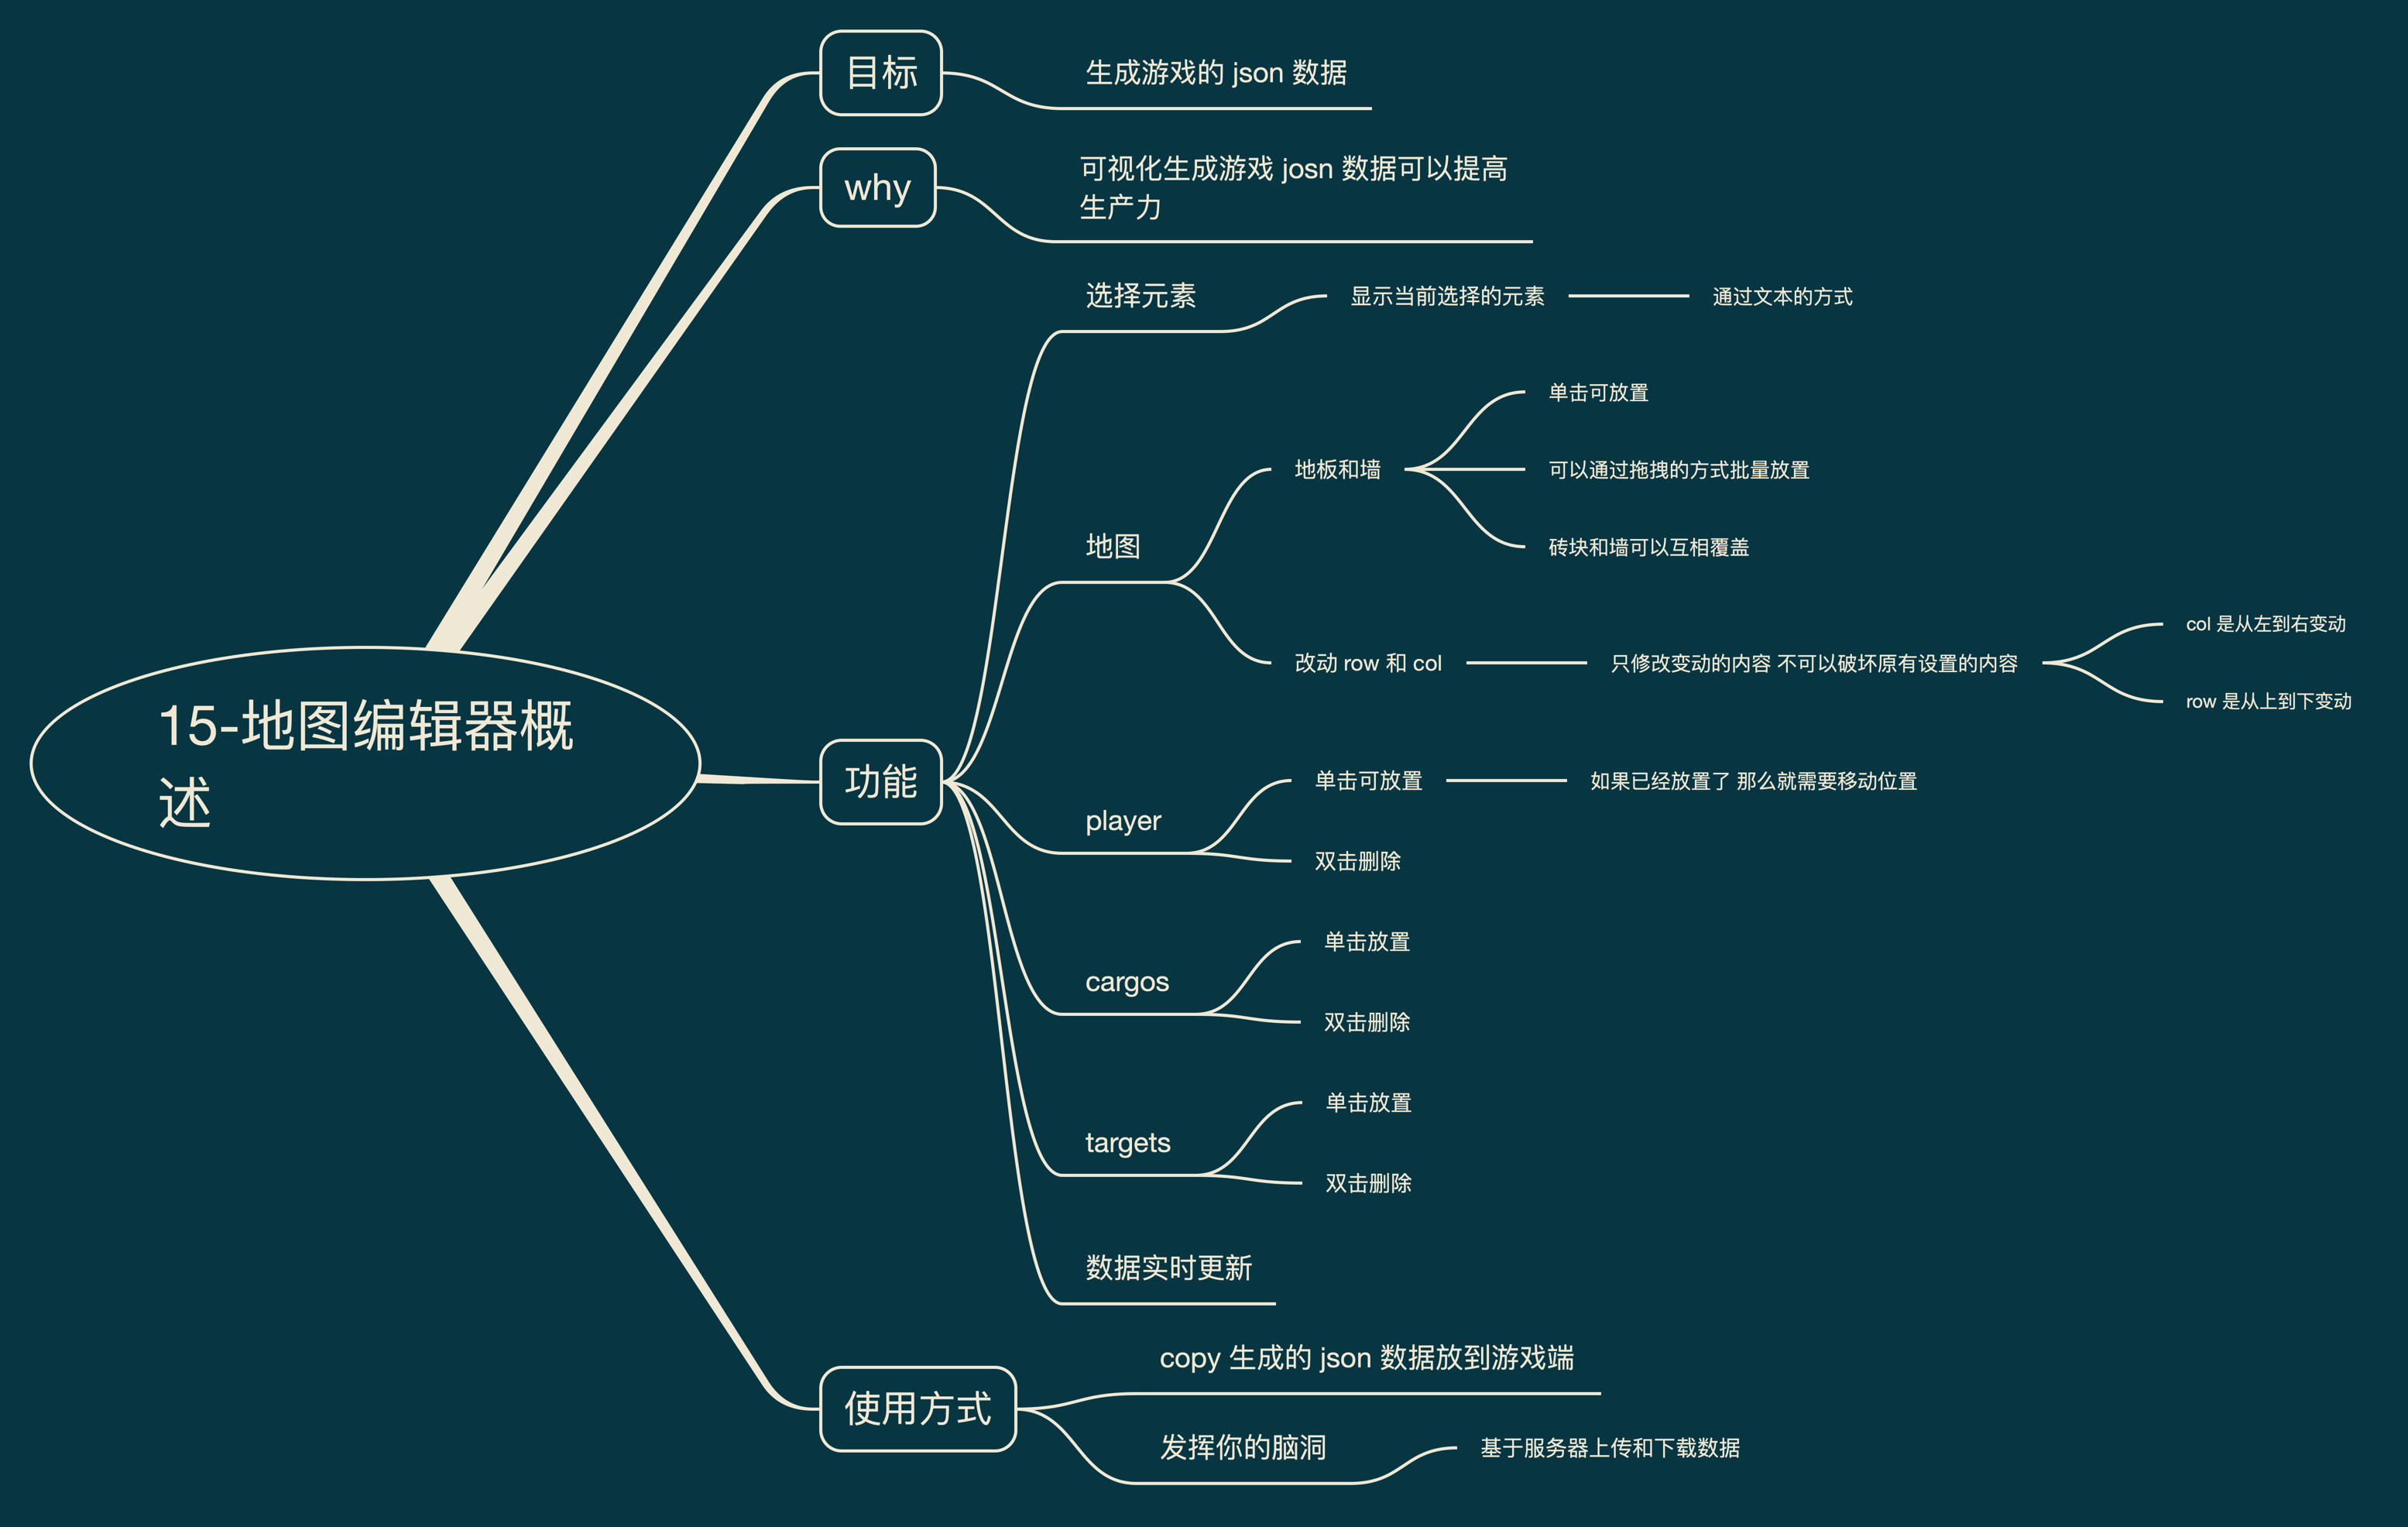 目标
生成游戏的 json 数据
why
可视化生成游戏 josn 数据可以提高
生产力
选择元素
显示当前选择的元素
通过文本的方式
单击可放置
地板和墙
可以通过拖拽的方式批量放置
砖块和墙可以互相覆盖
地图
改动 row 和 col
只修改变动的内容 不可以破坏原有设置的内容
col 是从左到右变动
row 是从上到下变动
15-地图编辑器概
述
功能
player
单击可放置
如果已经放置了 那么就需要移动位置
双击删除
cargos
单击放置
双击删除
targets
单击放置
双击删除
数据实时更新
使用方式
copy 生成的 json 数据放到游戏端
发挥你的脑洞
基于服务器上传和下载数据